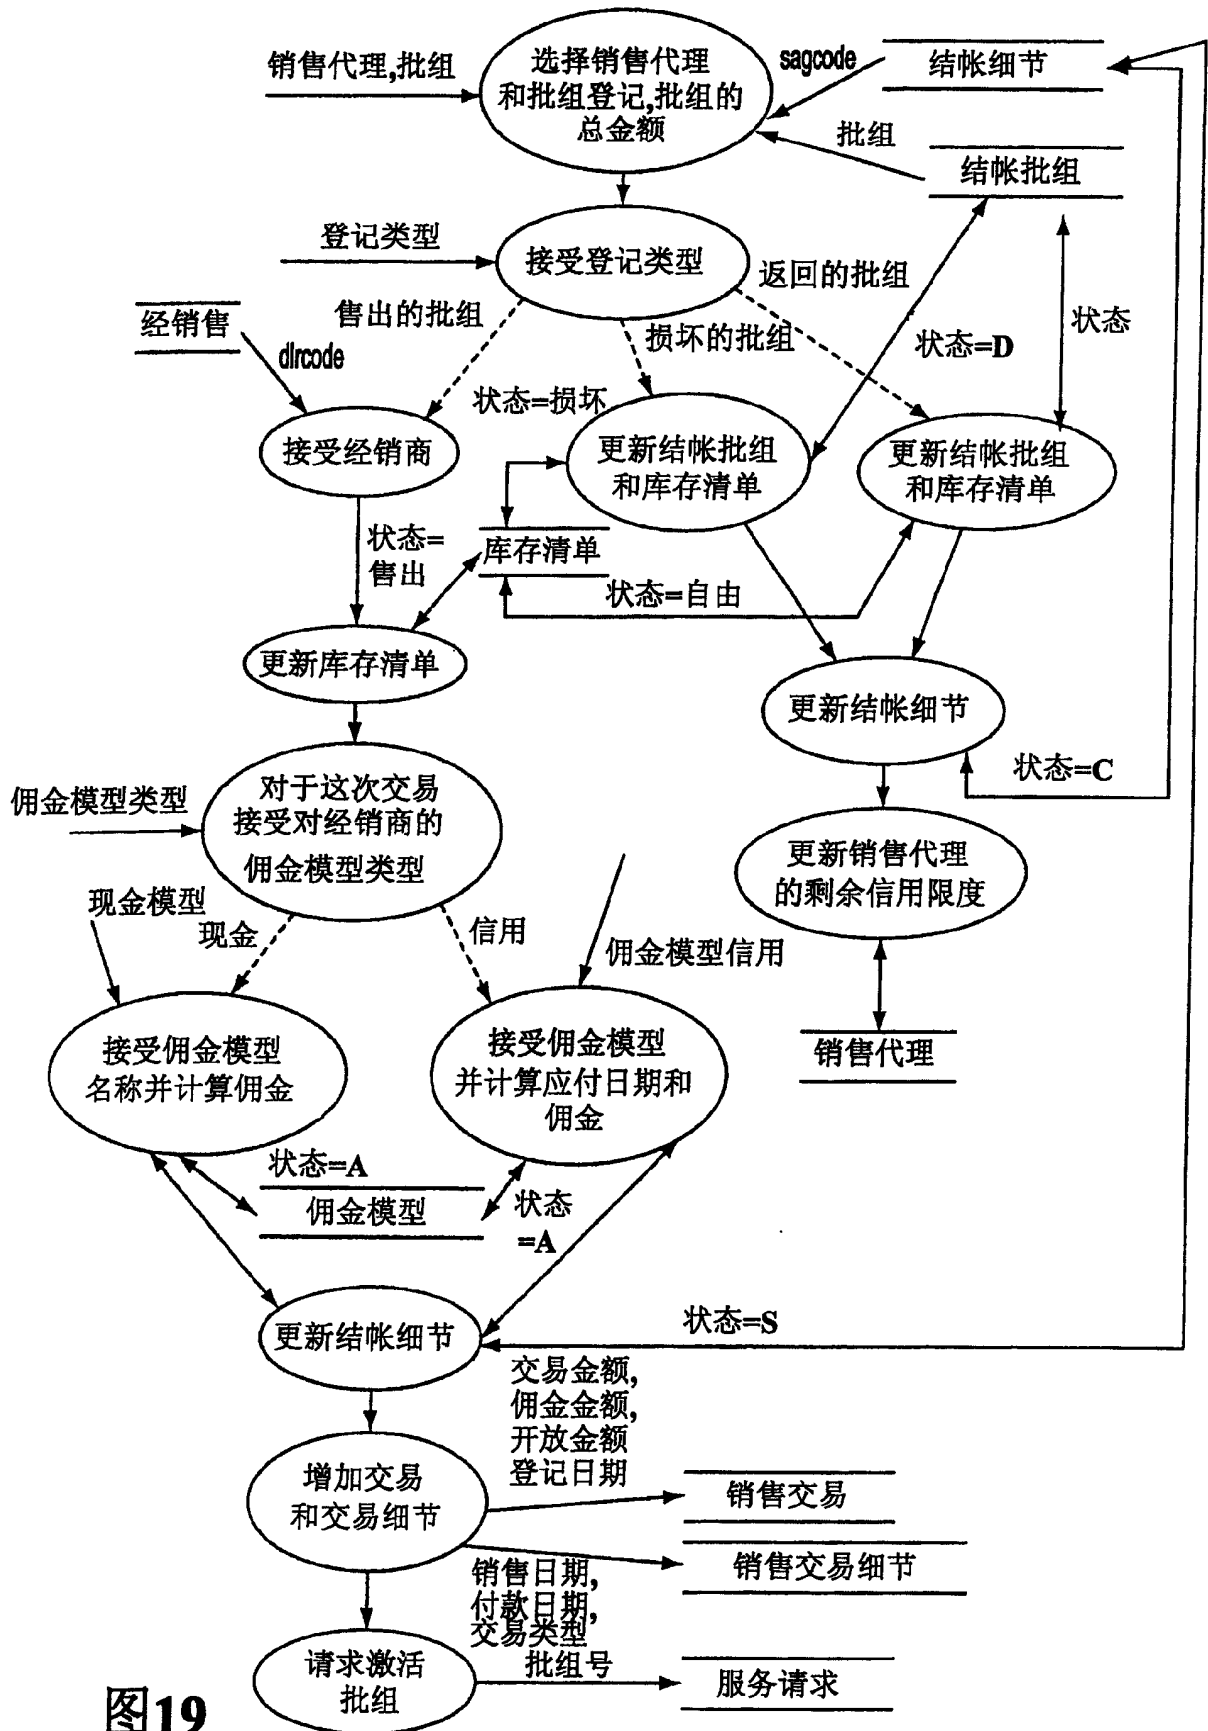 销售代理,批组
选择销售代理
和批组登记,批组的
总金额
sagcode
结帐细节
批组
结帐批组
登记类型
接受登记类型
返回的批组
售出的批组
损坏的批组
状态=D
状态
经销售
dlrcode
状态=损坏
接受经销商
更新结帐批组
和库存清单
更新结帐批组
和库存清单
状态=
售出
库存清单
状态=自由
更新库存清单
更新结帐细节
状态=C
佣金模型类型
对于这次交易
接受对经销商的
佣金模型类型
更新销售代理
的剩余信用限度
现金模型
现金
信用
佣金模型信用
销售代理
接受佣金模型
名称并计算佣金
接受佣金模型
并计算应付日期和
佣金
状态=A
佣金模型
状态
=A
更新结帐细节
状态=S
交易金额,
佣金金额,
开放金额
登记日期
增加交易
和交易细节
销售交易
销售交易细节
销售日期,
付款日期,
交易类型
批组号
请求激活
批组
服务请求
图19